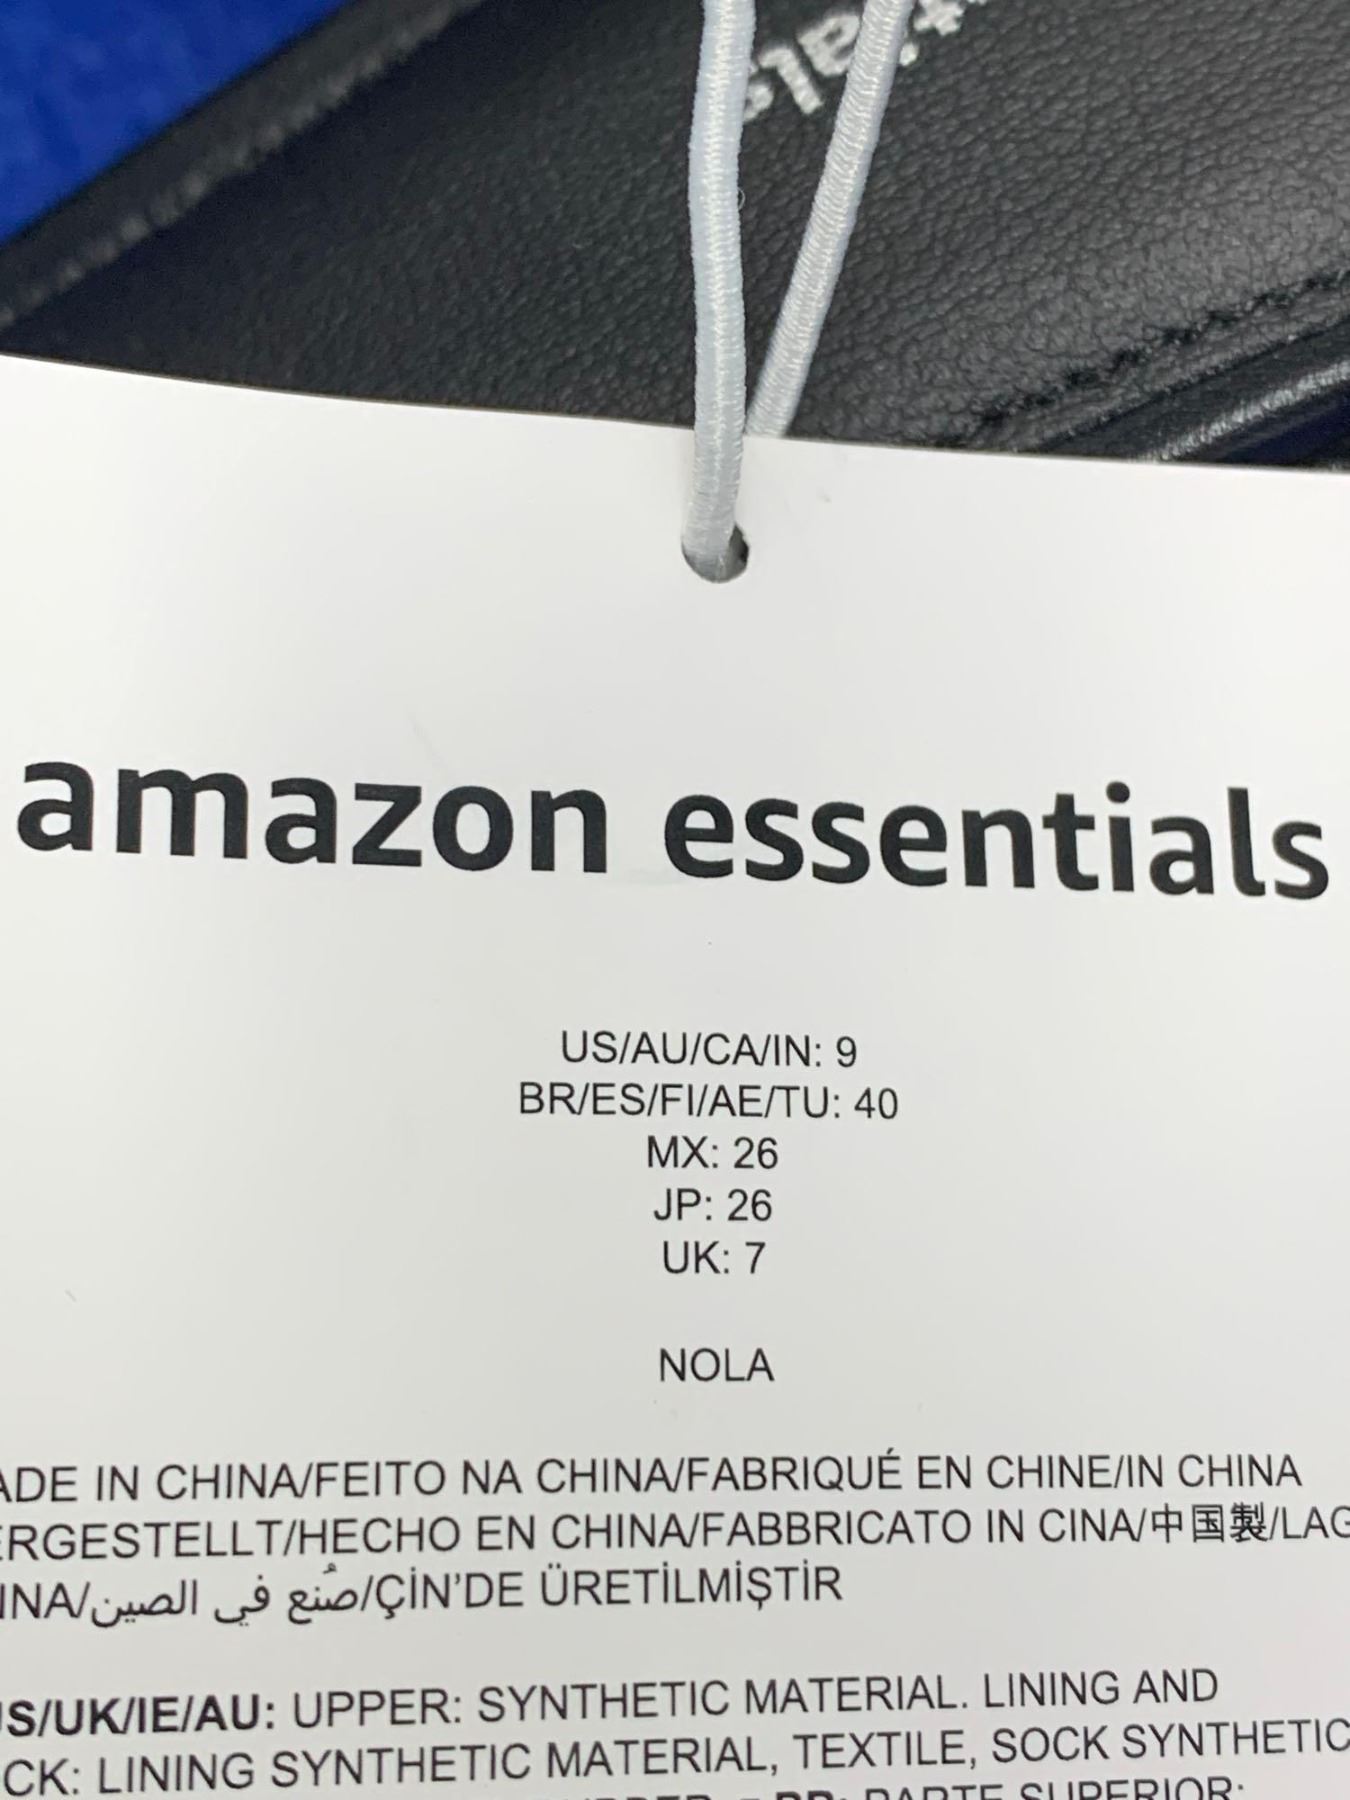 amazon essentials
US/AU/CA/IN: 9
BR/ES/FI/AE/TU: 40
MX: 26
JP: 26
UK: 7
NOLA
ADE IN CHINA/FEITO NA CHINA/FABRIQUÉ EN CHINE/IN CHINA
ERGESTELLT/HECHO EN CHINA/FABBRICATO IN CINA/中国製/LAG
INA/صُنع في الصين/ÇİN'DE ÜRETİLMİŞTİR
US/UK/IE/AU: UPPER: SYNTHETIC MATERIAL. LINING AND
CK: LINING SYNTHETIC MATERIAL, TEXTILE, SOCK SYNTHETIC
PARTE SUPERIOR: